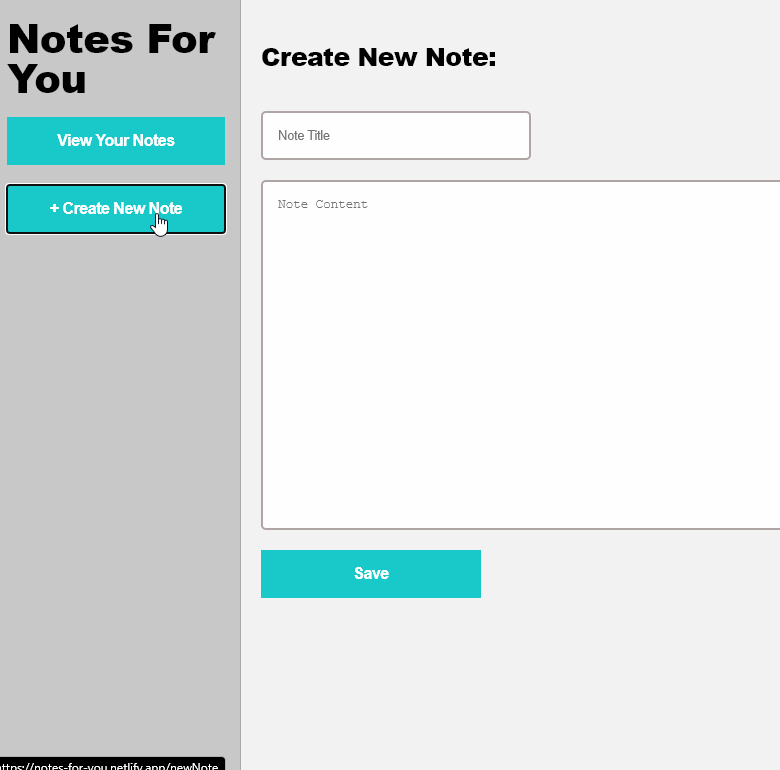 Notes For
You
View Your Notes
+ Create New Note
Create New Note:
Note Title
Note Content
Save
ttps://notes-for-you.netlify.app/newNote